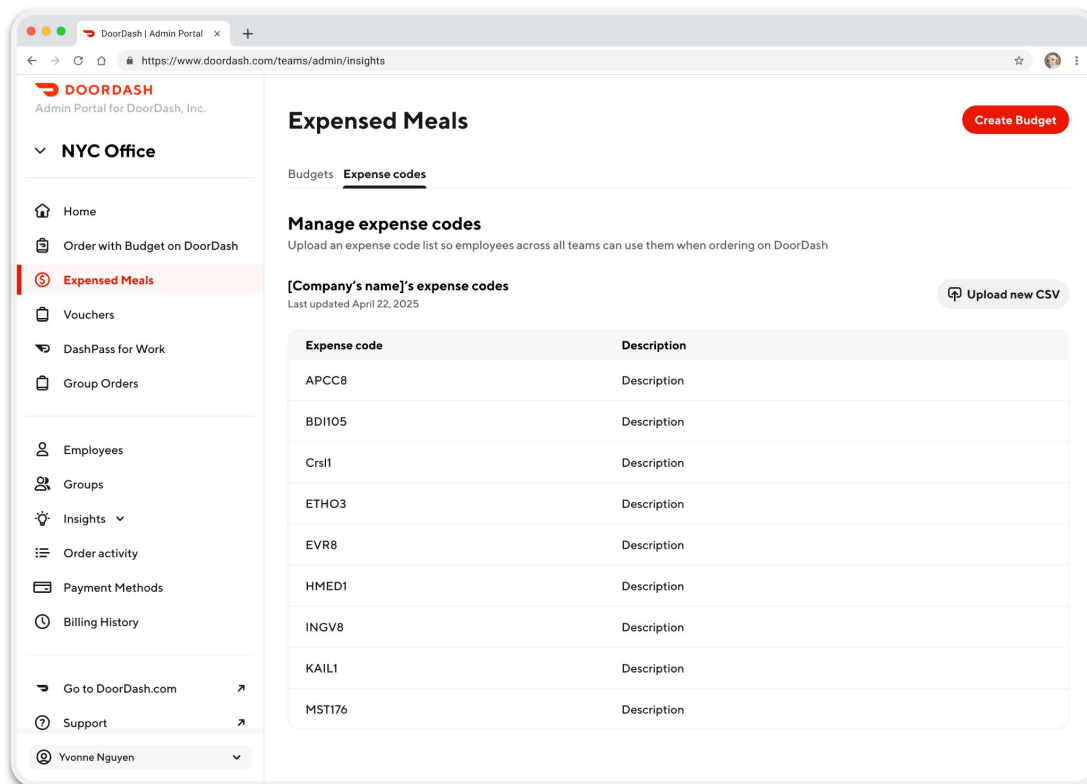 DoorDash | Admin Portal
https://www.doordash.com/teams/admin/insights
DOORDASH
Admin Portal for DoorDash, Inc.
NYC Office
Home
Order with Budget on DoorDash
Expensed Meals
Vouchers
DashPass for Work
Group Orders
Employees
Groups
Insights
Order activity
Payment Methods
Billing History
Go to DoorDash.com
Support
Yvonne Nguyen
Expensed Meals
Create Budget
Budgets Expense codes
Manage expense codes
Upload an expense code list so employees across all teams can use them when ordering on DoorDash
[Company's name]'s expense codes
Last updated April 22, 2025
Upload new CSV
Expense code Description
APCC8 Description
BDI105 Description
Crsl1 Description
ETHO3 Description
EVR8 Description
HMED1 Description
INGV8 Description
KAIL1 Description
MST176 Description